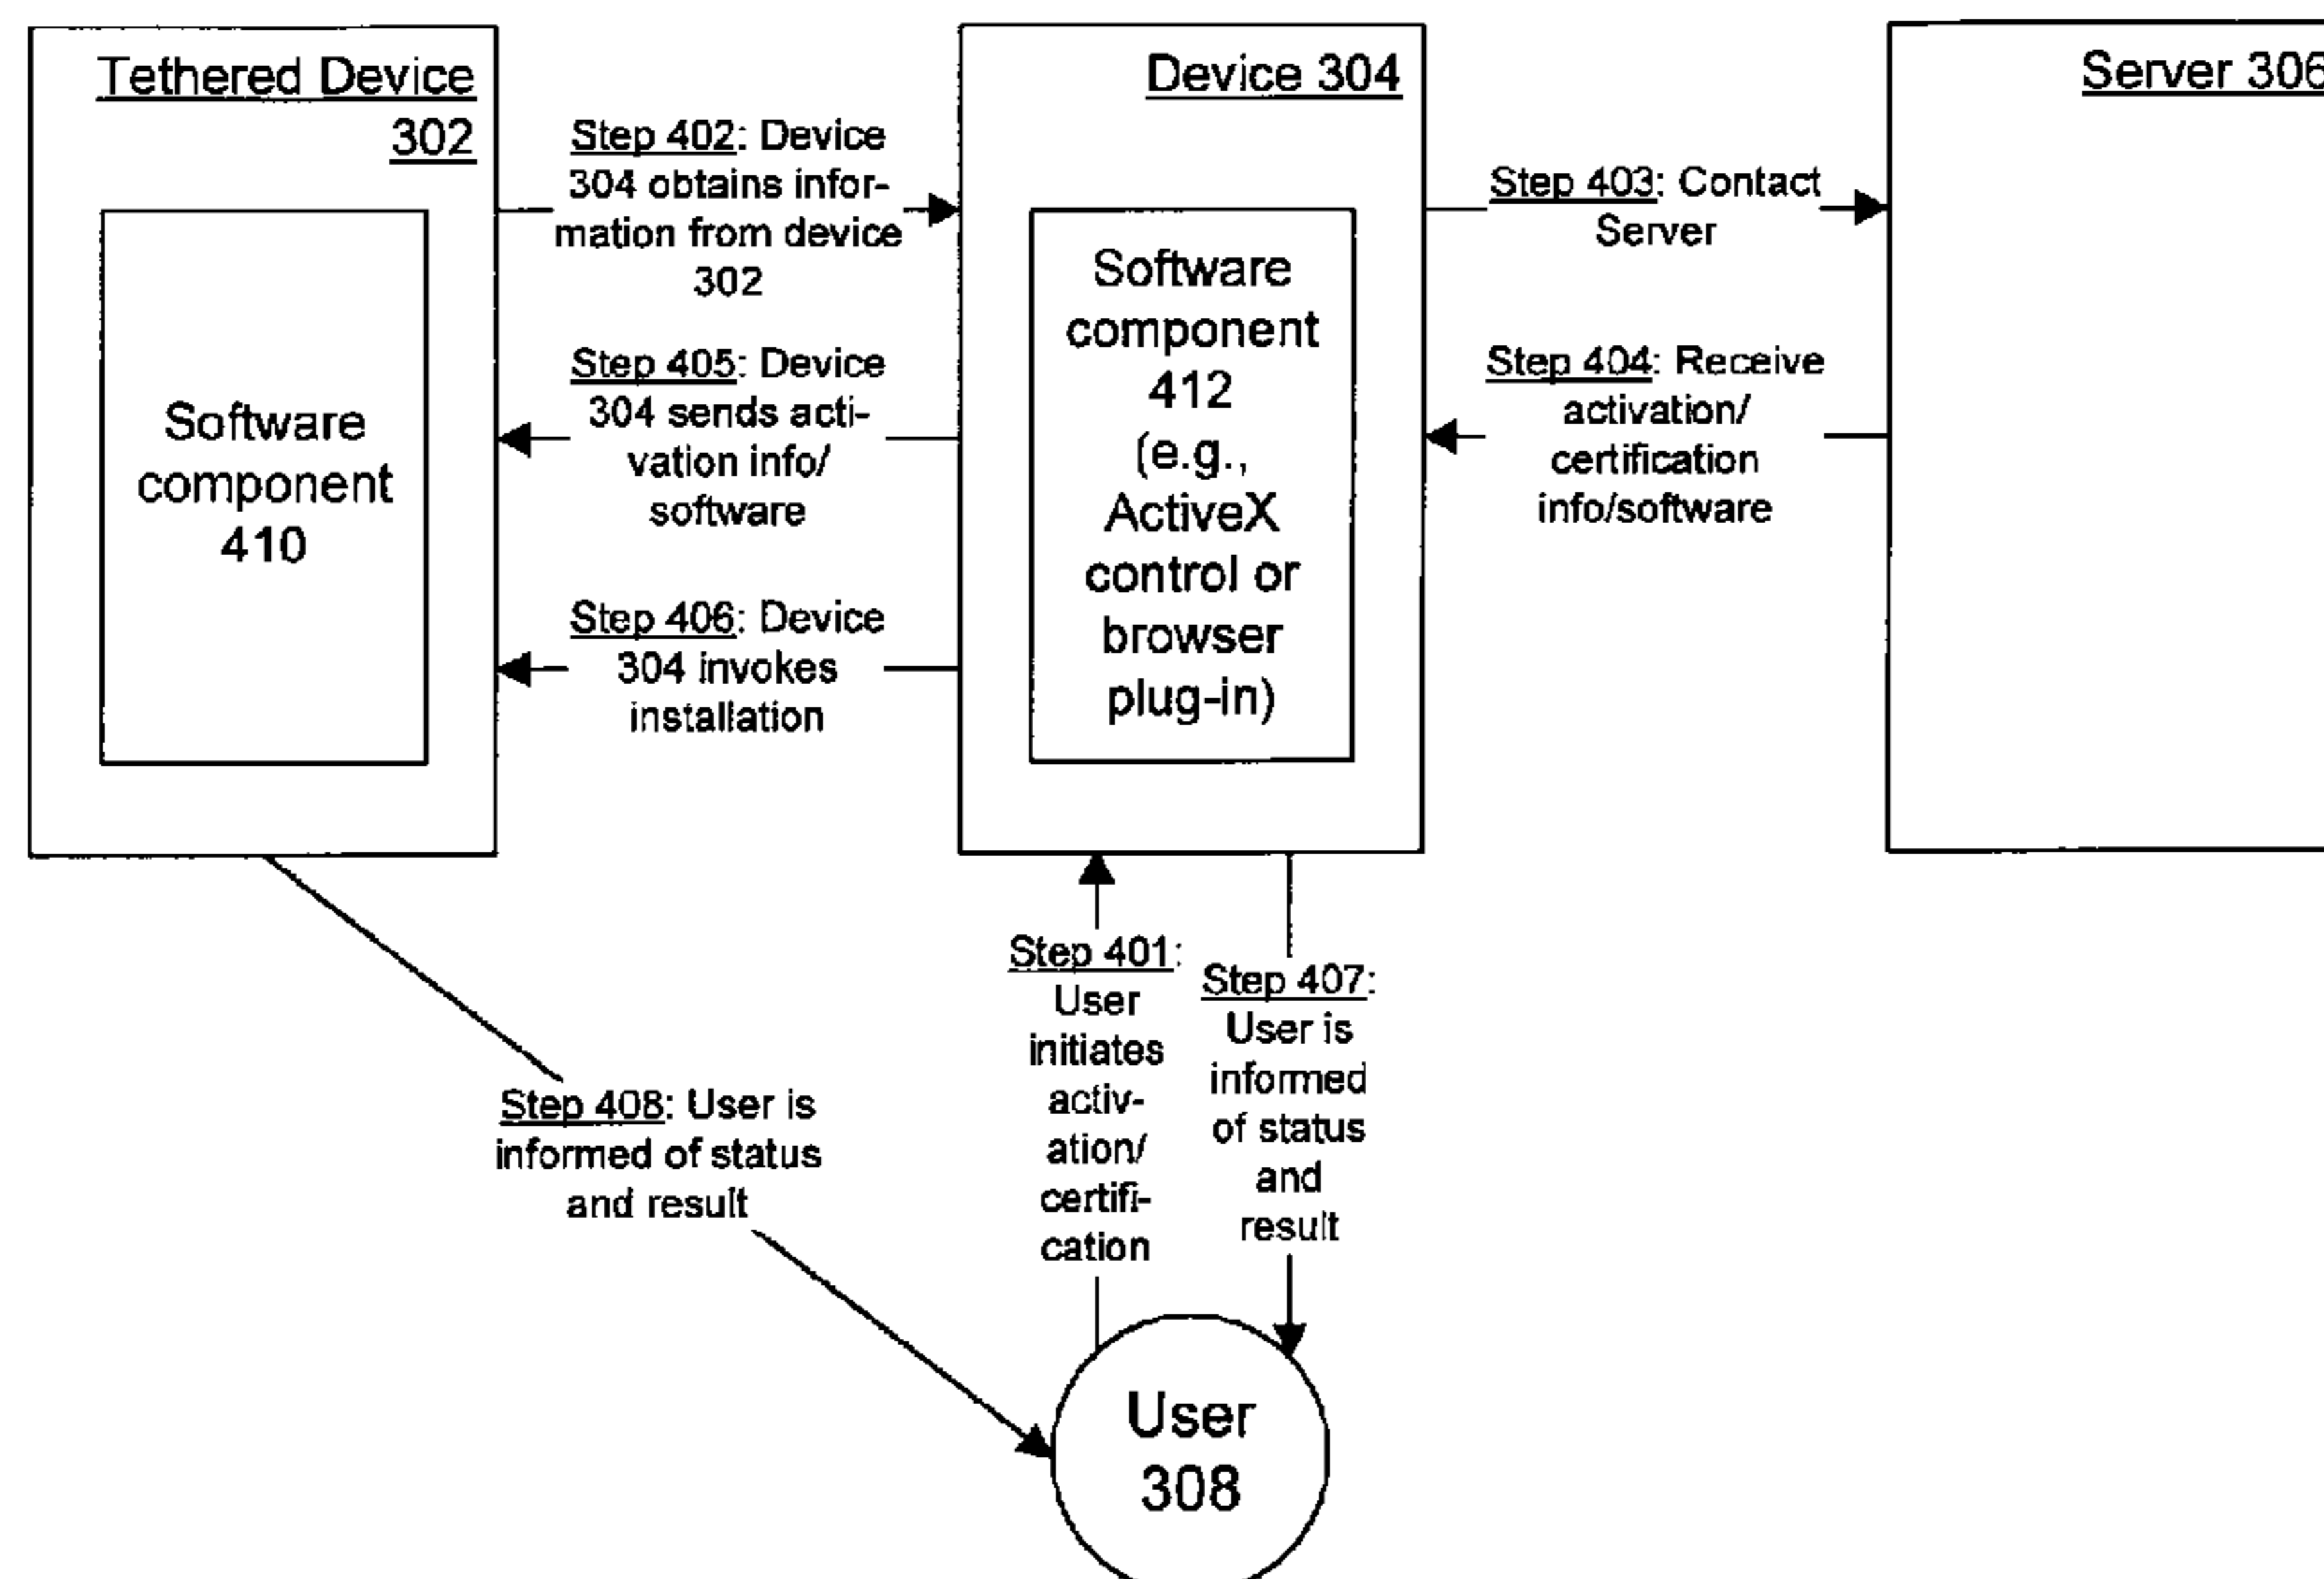 Tethered Device
302
Software
component
410
Step 402: Device
304 obtains infor-
mation from device
302
Step 405: Device
304 sends acti-
vation info/
software
Step 406: Device
304 invokes
installation
Device 304
Software
component
412
(e.g.,
ActiveX
control or
browser
plug-in)
Step 403: Contact
Server
Step 404: Receive
activation/
certification
info/software
Server 306
Step 408: User is
informed of status
and result
Step 401:
User
initiates
activ-
ation/
certifi-
cation
Step 407:
User is
informed
of status
and
result
User
308